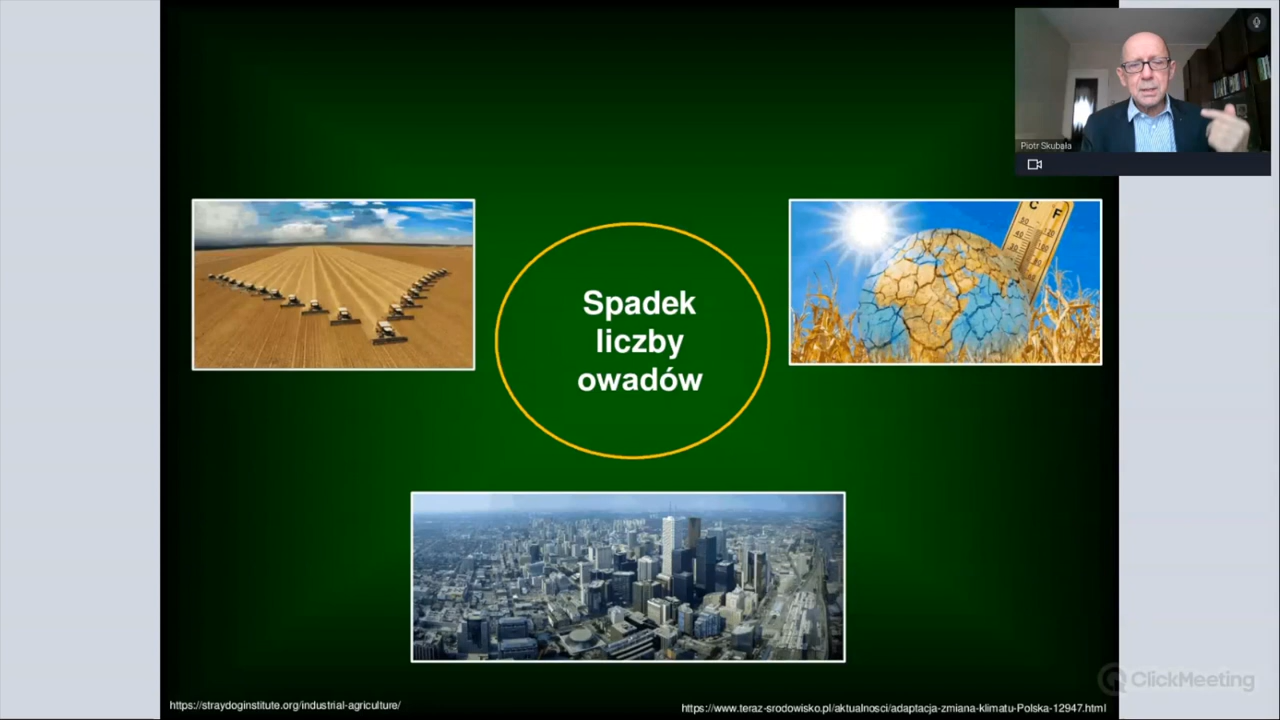 Piotr Skubała
C
F
Spadek
liczby
owadów
https://straydoginstitute.org/industrial-agriculture/
https://www.teraz-srodowisko.pl/aktualnosci/adaptacja-zmiana-klimatu-Polska-12947.html
ClickMeeting